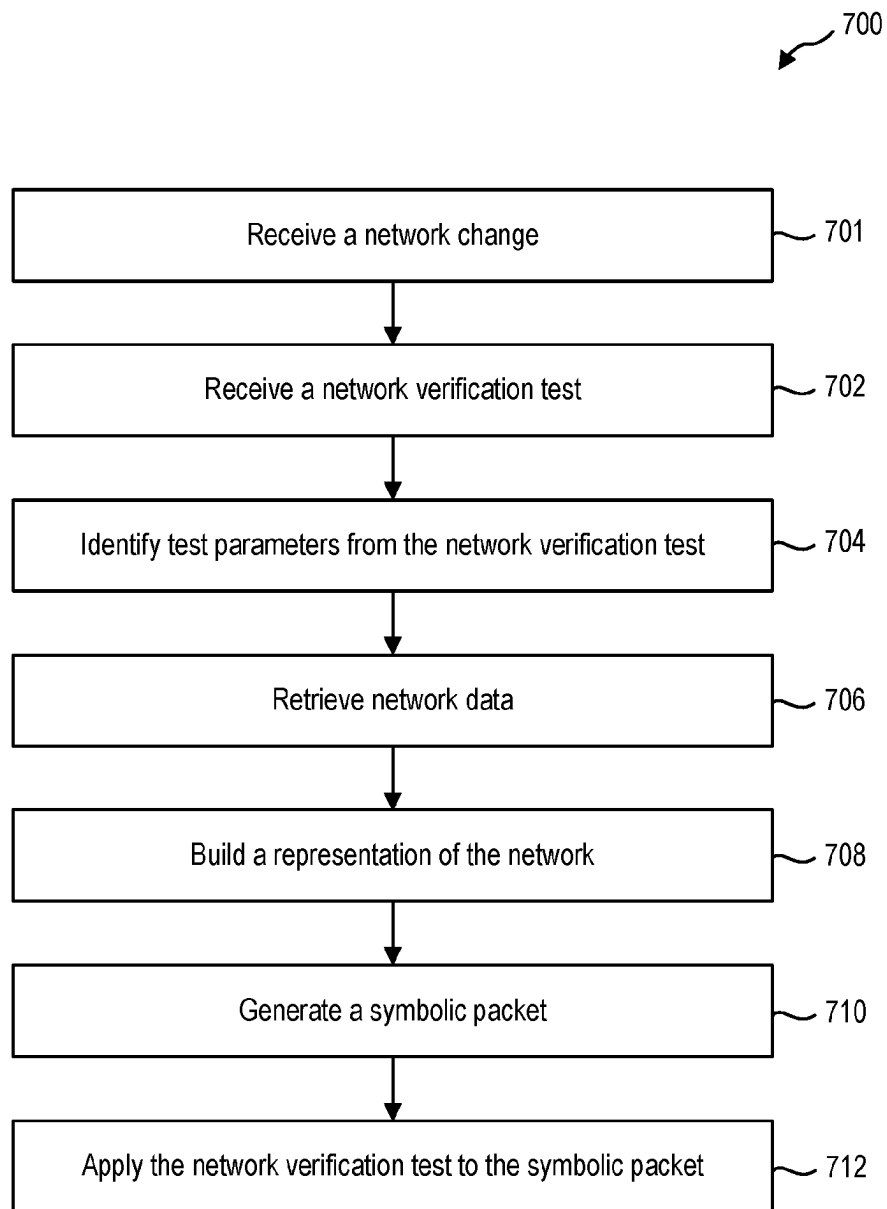 700
Receive a network change
701
Receive a network verification test
702
Identify test parameters from the network verification test
704
Retrieve network data
706
Build a representation of the network
708
Generate a symbolic packet
710
Apply the network verification test to the symbolic packet
712